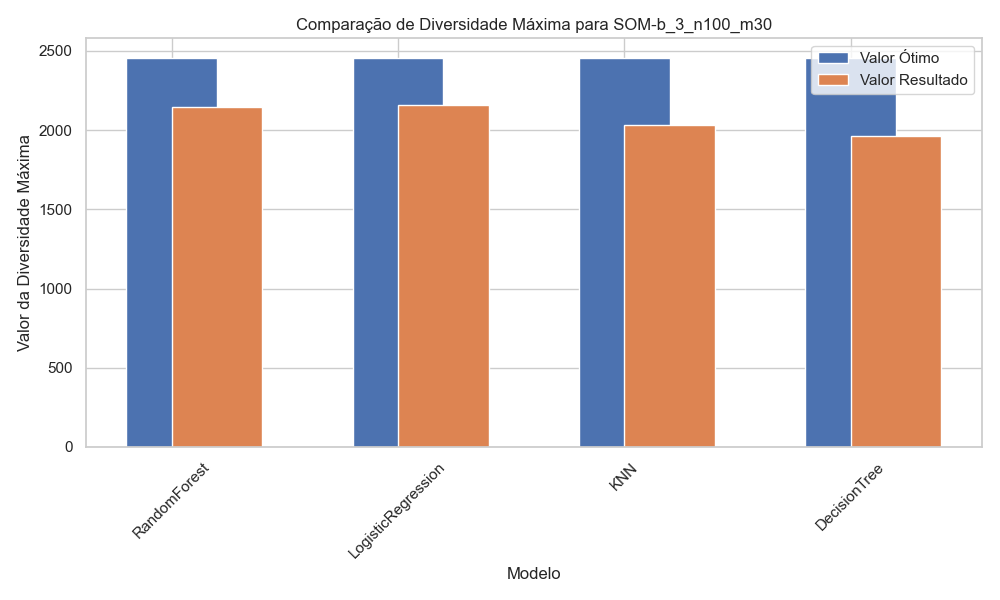 Comparação de Diversidade Máxima para SOM-b_3_n100_m30
Valor Ótimo
Valor Resultado
Valor da Diversidade Máxima
2500
2000
1500
1000
500
0
RandomForest
LogisticRegression
KNN
DecisionTree
Modelo